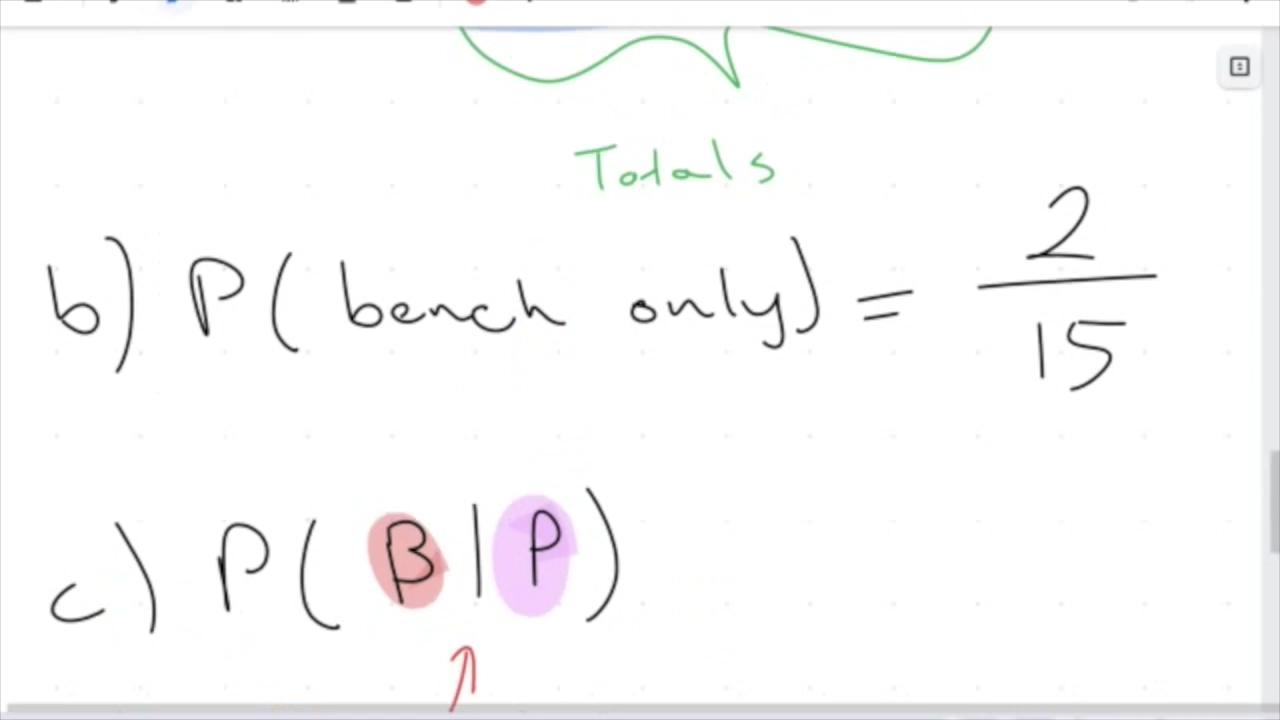 Totals
b) P( bench only) = 2/15
c) P( B | P )